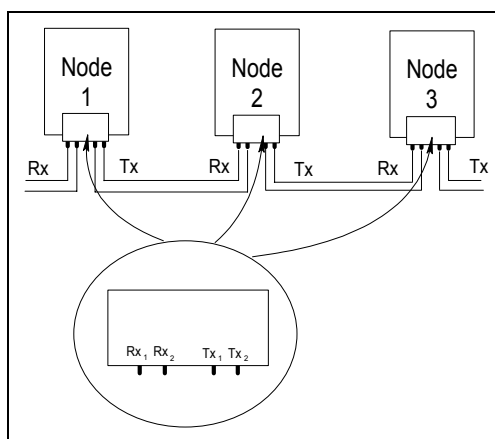 Node 1
Node 2
Node 3
Rx
Tx
Rx
Tx
Rx
Tx
Rx1 Rx2 Tx1 Tx2